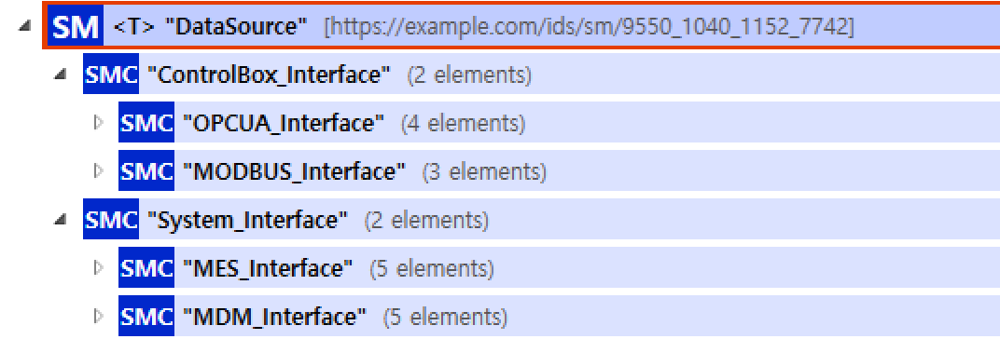 SM <T> "DataSource" [https://example.com/ids/sm/9550_1040_1152_7742]
SMC "ControlBox_Interface" (2 elements)
SMC "OPCUA_Interface" (4 elements)
SMC "MODBUS_Interface" (3 elements)
SMC "System_Interface" (2 elements)
SMC "MES_Interface" (5 elements)
SMC "MDM_Interface" (5 elements)